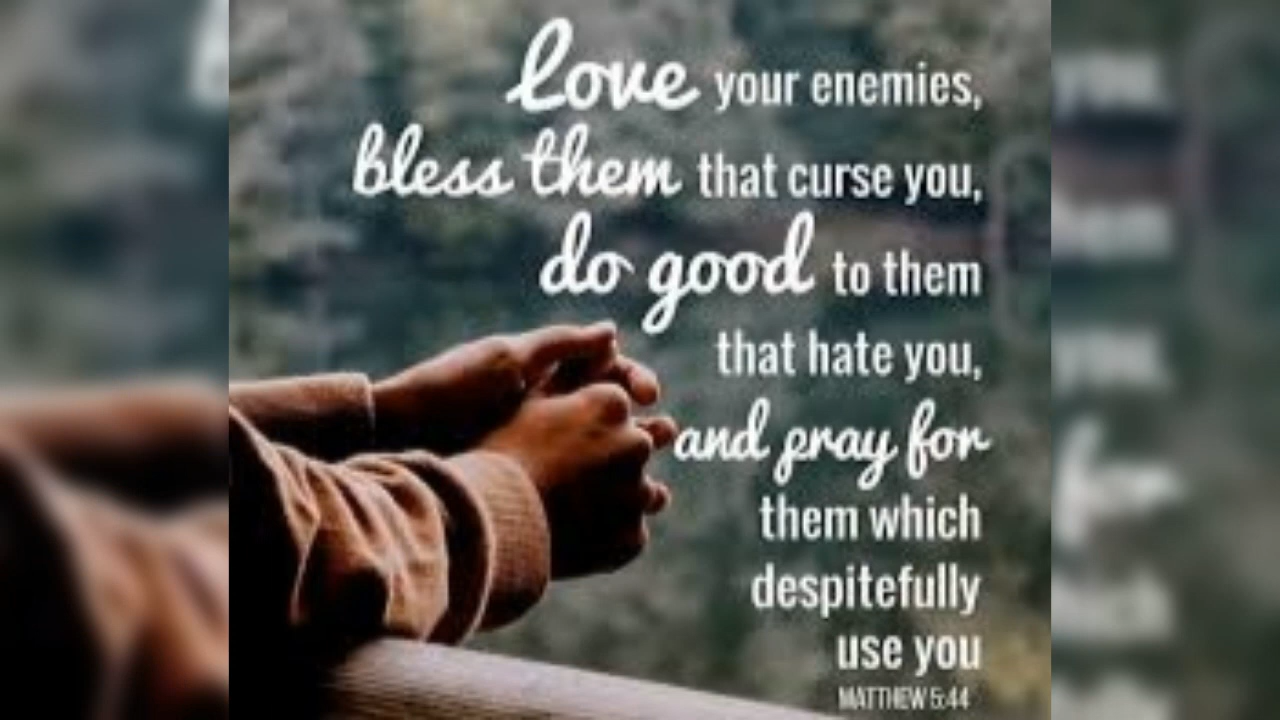 love your enemies,
bless them that curse you,
do good to them
that hate you,
and pray for
them which
despitefully
use you
MATTHEW 5:44